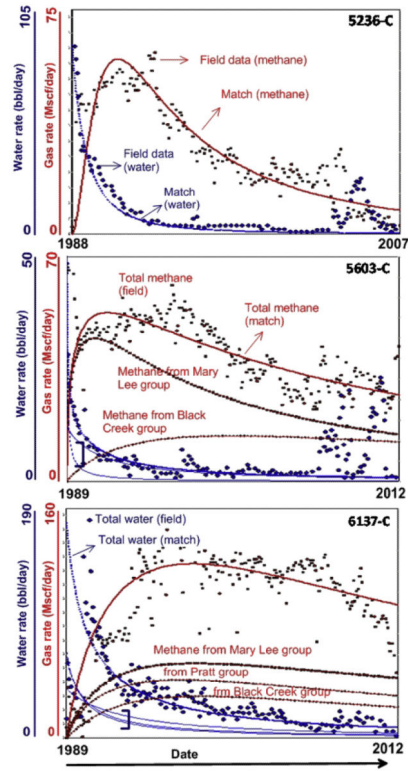 105
75
5236-C
Water rate (bbl/day)
Gas rate (Mscf/day)
Field data (methane)
Match (methane)
Field data
(water)
Match
(water)
0
0
1988
2007
50
70
5603-C
Water rate (bbl/day)
Gas rate (Mscf/day)
Total methane
(field)
Total methane
(match)
Methane from Mary
Lee group
Methane from Black
Creek group
0
0
1989
2012
190
160
6137-C
Water rate (bbl/day)
Gas rate (Mscf/day)
Total water (field)
Total water (match)
Methane from Mary Lee group
from Pratt group
frm Black Creek group
0
0
1989
2012
Date